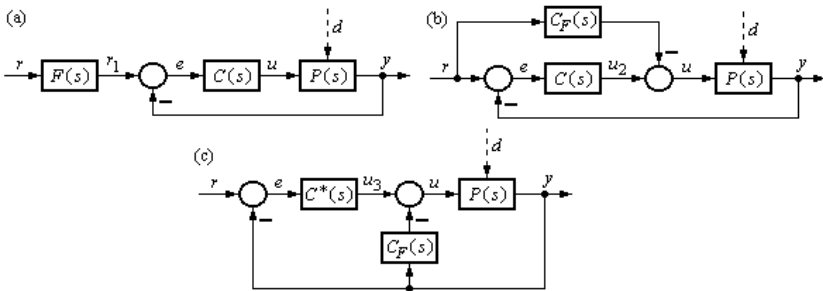 (a)
d
r F(s) r1 e C(s) u P(s) y
−
(b)
CF(s)
− d
r e C(s) u2 u P(s) y
−
(c)
d
r e C*(s) u3 u P(s) y
− −
CF(s)